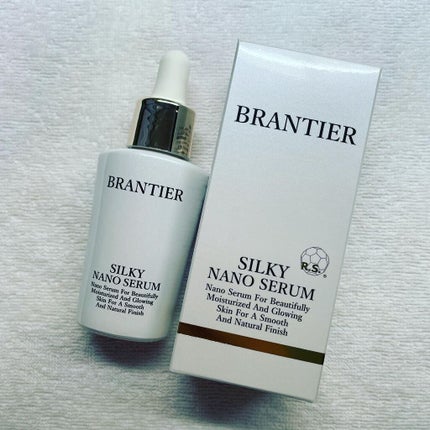 BRANTIER
SILKY
NANO SERUM
Nano Serum For Beautifully
Moisturized And Glowing
Skin For A Smooth
And Natural Finish
BRANTIER
R.S.
®
SILKY
NANO SERUM
Nano Serum For Beautifully
Moisturized And Glowing
Skin For A Smooth
And Natural Finish